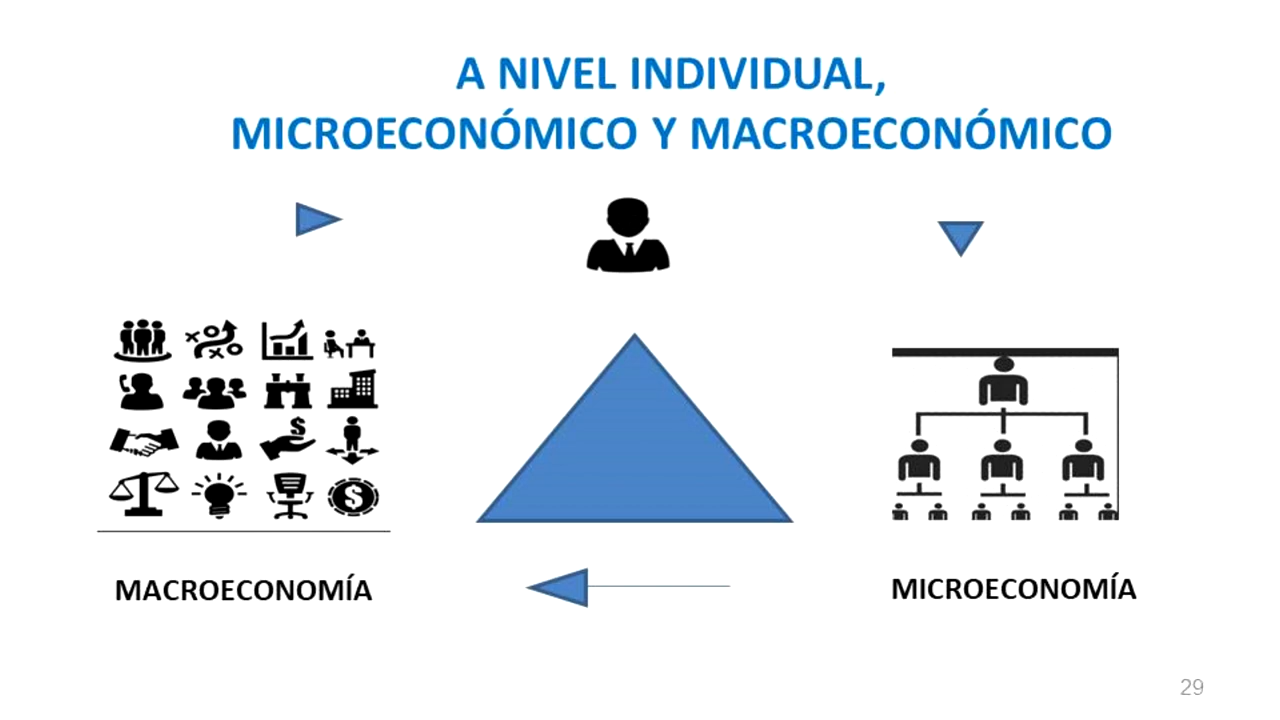 A NIVEL INDIVIDUAL,
MICROECONÓMICO Y MACROECONÓMICO
$
$
MACROECONOMÍA
MICROECONOMÍA
29